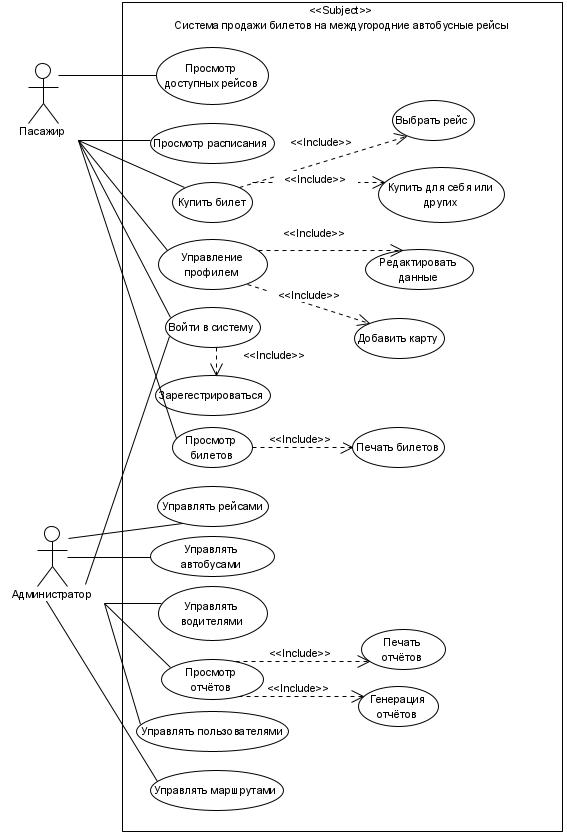 <<Subject>>
Система продажи билетов на междугородние автобусные рейсы
Просмотр
доступных рейсов
Пасажир
Просмотр расписания
<<Include>>
Выбрать рейс
Купить билет
<<Include>>
Купить для себя или
других
<<Include>>
Управление
профилем
Редактировать
данные
<<Include>>
Войти в систему
Добавить карту
<<Include>>
Зарегестрироваться
Просмотр
билетов
<<Include>>
Печать билетов
Управлять рейсами
Управлять
автобусами
Администратор
Управлять
водителями
<<Include>>
Печать
отчётов
Просмотр
отчётов
<<Include>>
Генерация
отчётов
Управлять пользователями
Управлять маршрутами